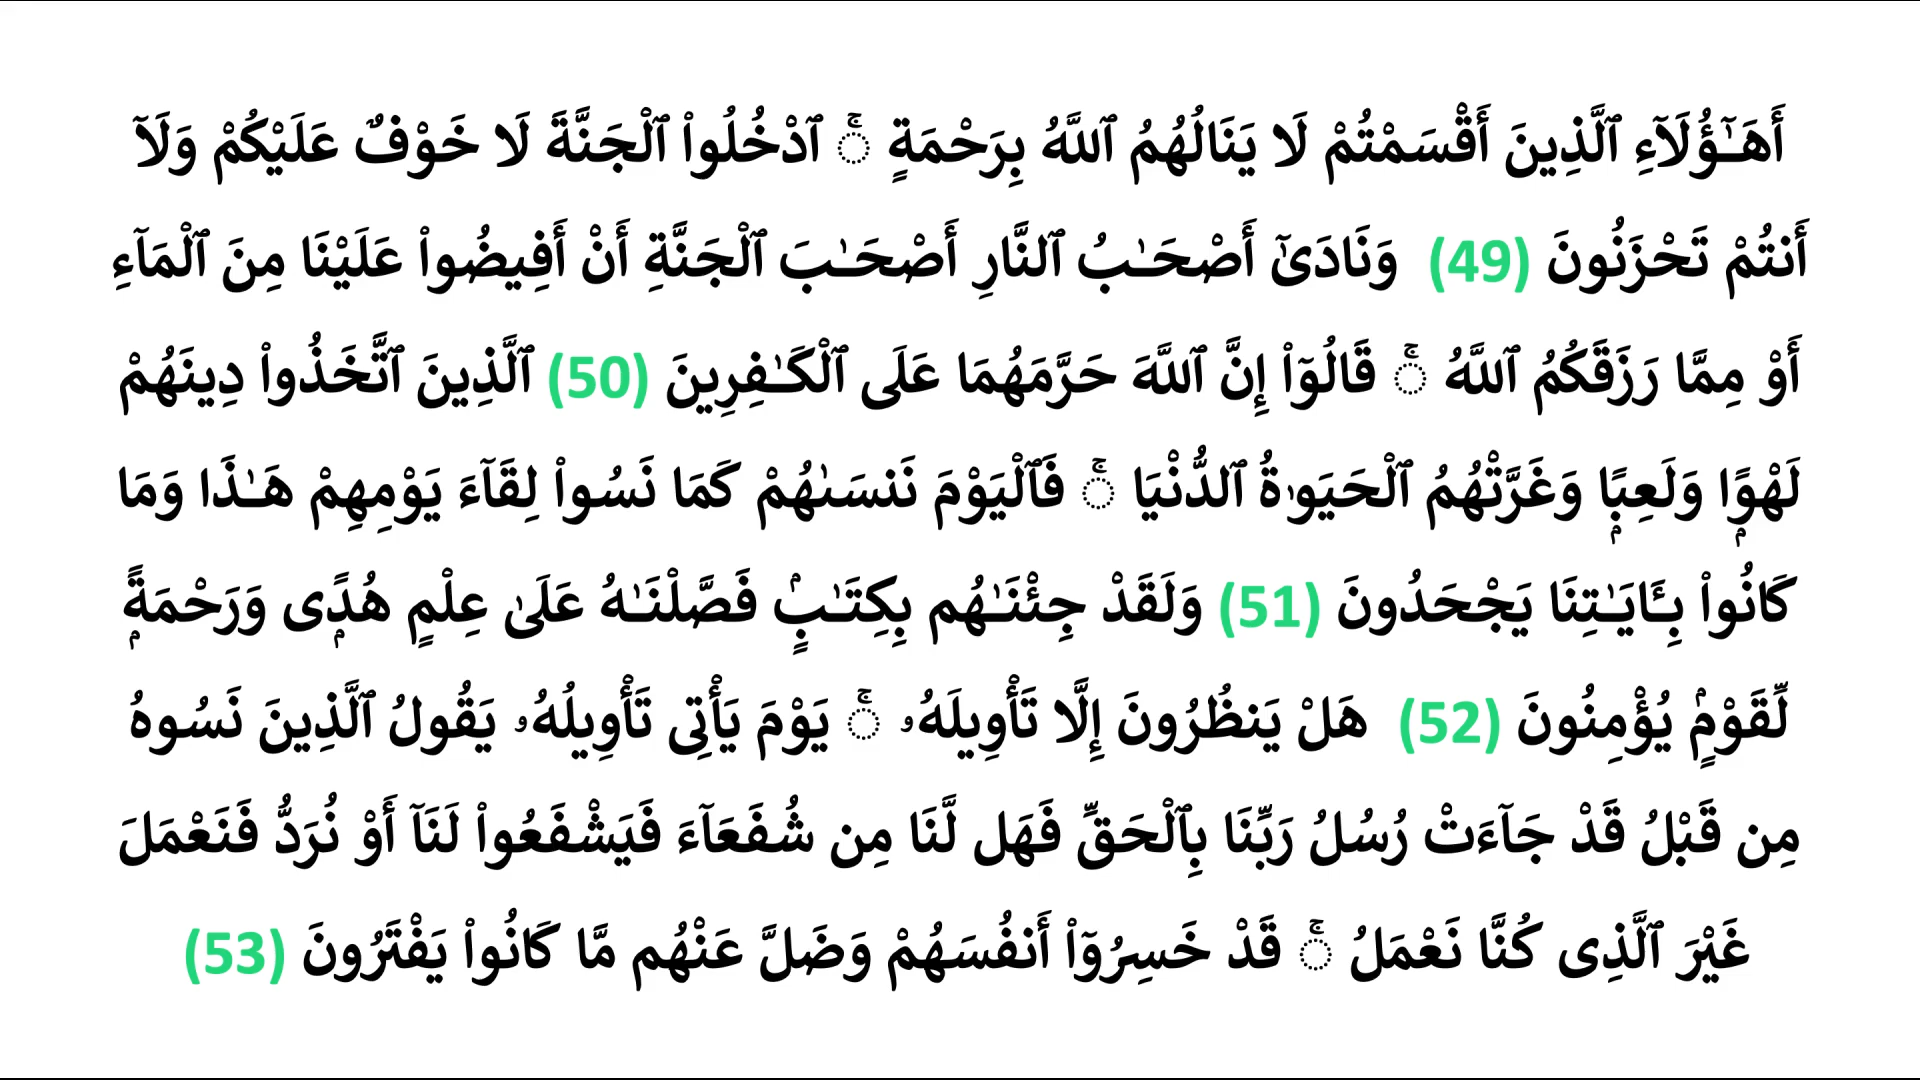 أَهَـٰٓؤُلَآءِ ٱلَّذِينَ أَقْسَمْتُمْ لَا يَنَالُهُمُ ٱللَّهُ بِرَحْمَةٍ ۚ ٱدْخُلُوا۟ ٱلْجَنَّةَ لَا خَوْفٌ عَلَيْكُمْ وَلَآ
أَنتُمْ تَحْزَنُونَ (49) وَنَادَىٰٓ أَصْحَـٰبُ ٱلنَّارِ أَصْحَـٰبَ ٱلْجَنَّةِ أَنْ أَفِيضُوا۟ عَلَيْنَا مِنَ ٱلْمَآءِ
أَوْ مِمَّا رَزَقَكُمُ ٱللَّهُ ۚ قَالُوٓا۟ إِنَّ ٱللَّهَ حَرَّمَهُمَا عَلَى ٱلْكَـٰفِرِينَ (50) ٱلَّذِينَ ٱتَّخَذُوا۟ دِينَهُمْ
لَهْوًۭا وَلَعِبًۭا وَغَرَّتْهُمُ ٱلْحَيَوٰةُ ٱلدُّنْيَا ۚ فَٱلْيَوْمَ نَنسَىٰهُمْ كَمَا نَسُوا۟ لِقَآءَ يَوْمِهِمْ هَـٰذَا وَمَا
كَانُوا۟ بِـَٔايَـٰتِنَا يَجْحَدُونَ (51) وَلَقَدْ جِئْنَـٰهُم بِكِتَـٰبٍۢ فَصَّلْنَـٰهُ عَلَىٰ عِلْمٍ هُدًۭى وَرَحْمَةًۭ
لِّقَوْمٍۢ يُؤْمِنُونَ (52) هَلْ يَنظُرُونَ إِلَّا تَأْوِيلَهُۥ ۚ يَوْمَ يَأْتِى تَأْوِيلُهُۥ يَقُولُ ٱلَّذِينَ نَسُوهُ
مِن قَبْلُ قَدْ جَآءَتْ رُسُلُ رَبِّنَا بِٱلْحَقِّ فَهَل لَّنَا مِن شُفَعَآءَ فَيَشْفَعُوا۟ لَنَآ أَوْ نُرَدُّ فَنَعْمَلَ
غَيْرَ ٱلَّذِى كُنَّا نَعْمَلُ ۚ قَدْ خَسِرُوٓا۟ أَنفُسَهُمْ وَضَلَّ عَنْهُم مَّا كَانُوا۟ يَفْتَرُونَ (53)